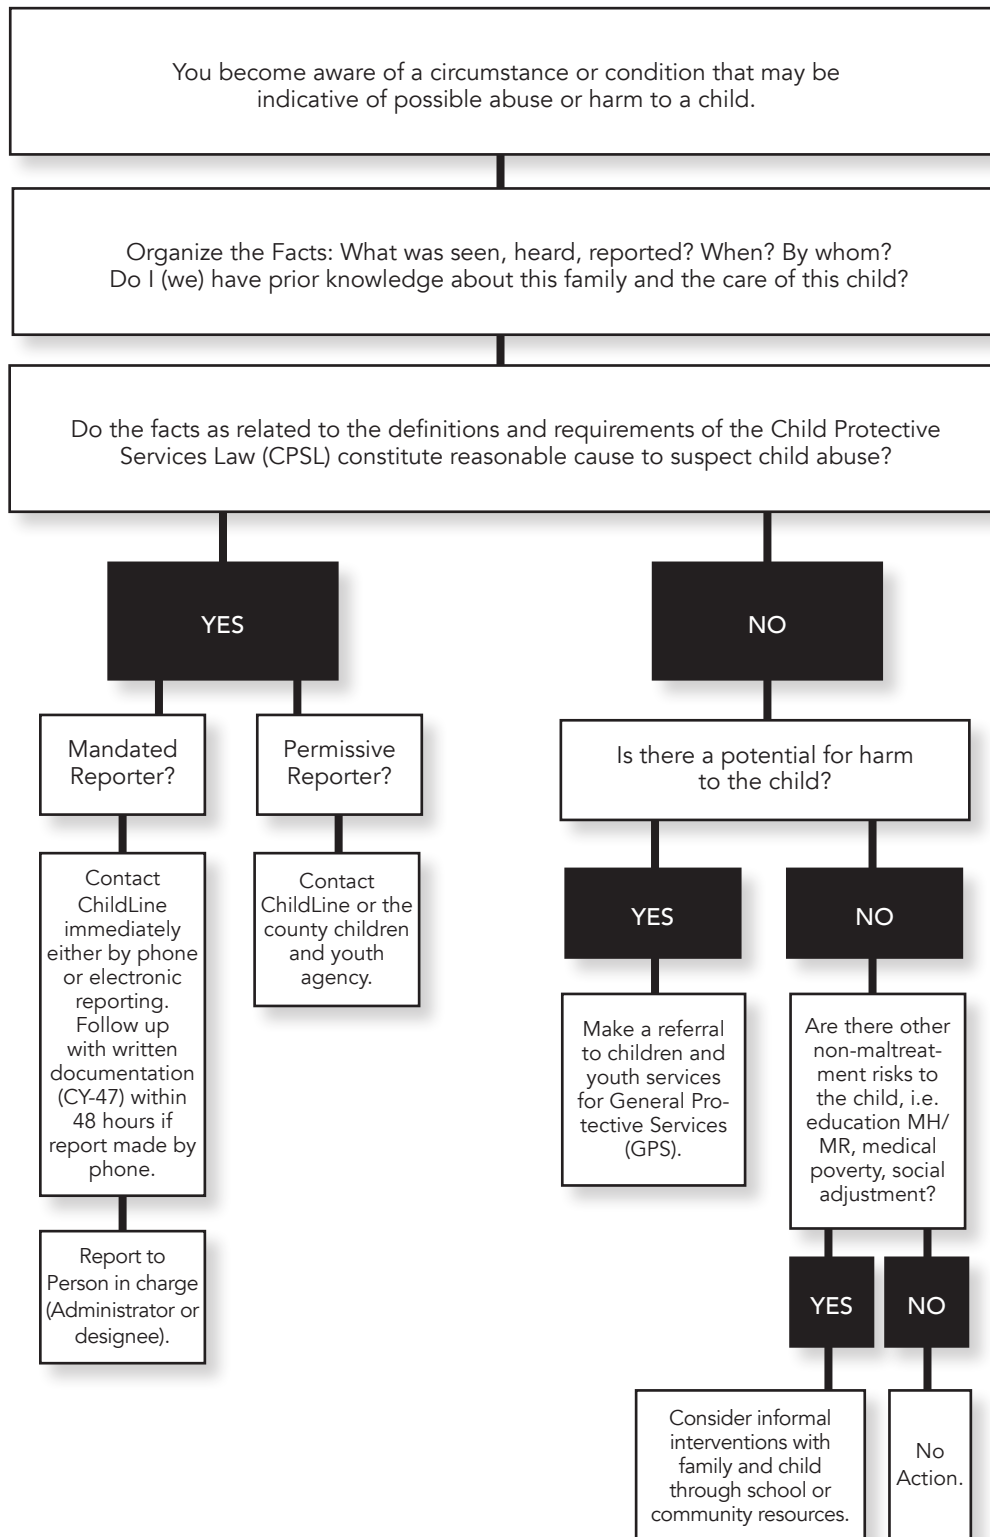 You become aware of a circumstance or condition that may be
indicative of possible abuse or harm to a child.
Organize the Facts: What was seen, heard, reported? When? By whom?
Do I (we) have prior knowledge about this family and the care of this child?
Do the facts as related to the definitions and requirements of the Child Protective
Services Law (CPSL) constitute reasonable cause to suspect child abuse?
YES
NO
Mandated
Reporter?
Permissive
Reporter?
Is there a potential for harm
to the child?
Contact
ChildLine
immediately
either by phone
or electronic
reporting.
Follow up
with written
documentation
(CY-47) within
48 hours if
report made by
phone.
Contact
ChildLine or the
county children
and youth
agency.
YES
NO
Make a referral
to children and
youth services
for General Pro-
tective Services
(GPS).
Are there other
non-maltreat-
ment risks to
the child, i.e.
education MH/
MR, medical
poverty, social
adjustment?
Report to
Person in charge
(Administrator or
designee).
YES
NO
Consider informal
interventions with
family and child
through school or
community resources.
No
Action.